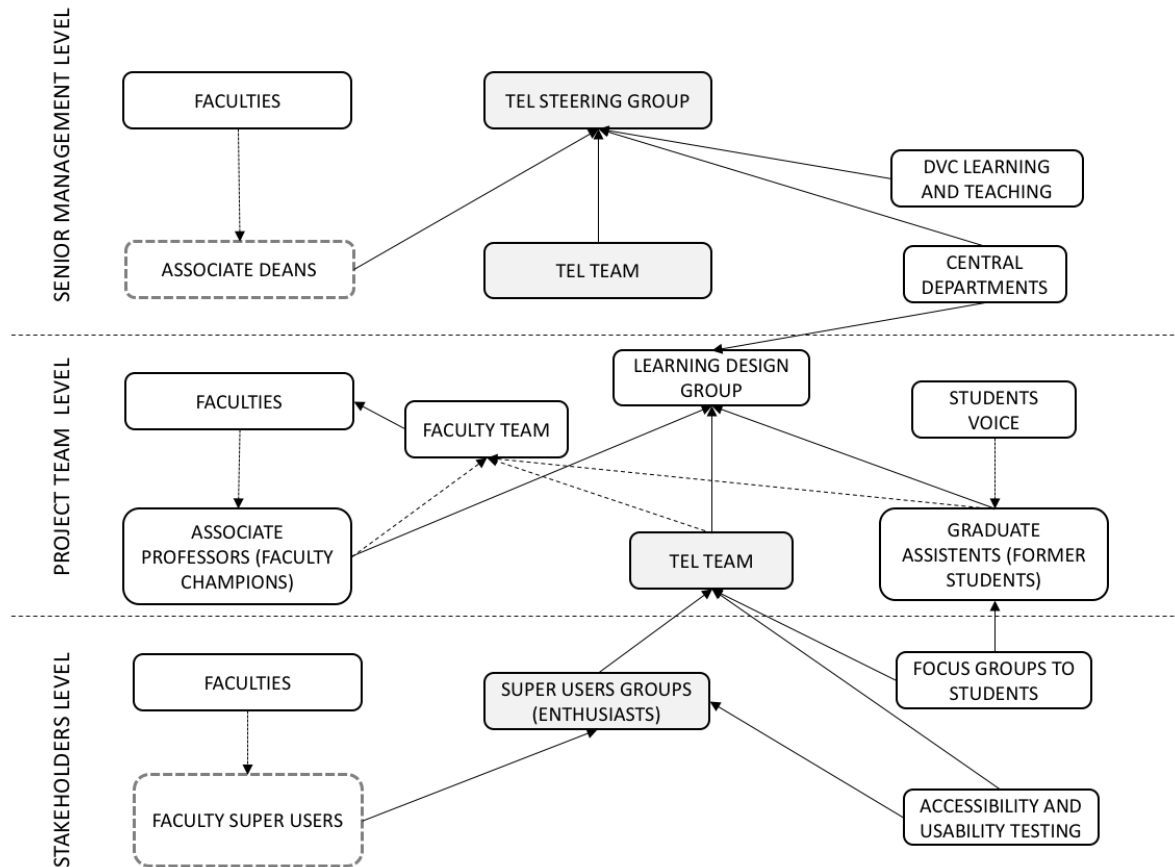 SENIOR MANAGEMENT LEVEL
FACULTIES
TEL STEERING GROUP
DVC LEARNING
AND TEACHING
ASSOCIATE DEANS
TEL TEAM
CENTRAL
DEPARTMENTS
PROJECT TEAM LEVEL
LEARNING DESIGN
GROUP
FACULTIES
FACULTY TEAM
STUDENTS
VOICE
ASSOCIATE
PROFESSORS (FACULTY
CHAMPIONS)
TEL TEAM
GRADUATE
ASSISTENTS (FORMER
STUDENTS)
STAKEHOLDERS LEVEL
FACULTIES
SUPER USERS GROUPS
(ENTHUSIASTS)
FOCUS GROUPS TO
STUDENTS
FACULTY SUPER USERS
ACCESSIBILITY AND
USABILITY TESTING